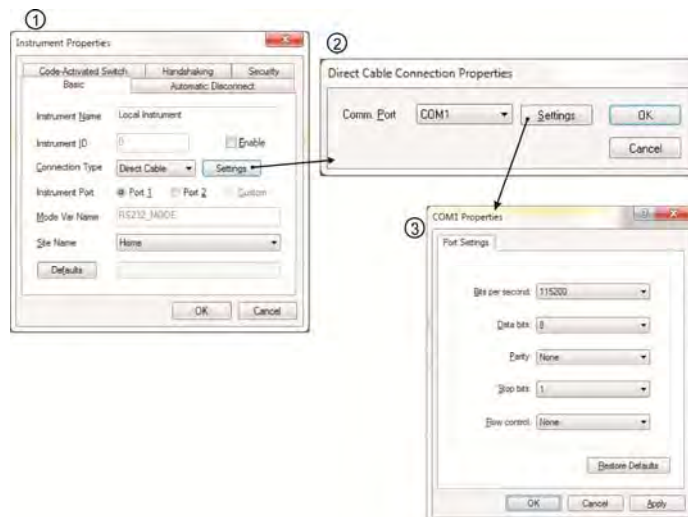 ①
Instrument Properties
Code-Activated Switch Handshaking Security
Basic Automatic Disconnect
Instrument Name Local Instrument
Instrument ID 0 Enable
Connection Type Direct Cable Settings
Instrument Port Port 1 Port 2 Custom
Mode Var Name RS232_MODE
Site Name Home
Defaults
OK Cancel
②
Direct Cable Connection Properties
Comm. Port COM1 Settings OK
Cancel
③
COM1 Properties
Port Settings
Bits per second: 115200
Data bits: 8
Parity: None
Stop bits: 1
Flow control: None
Restore Defaults
OK Cancel Apply